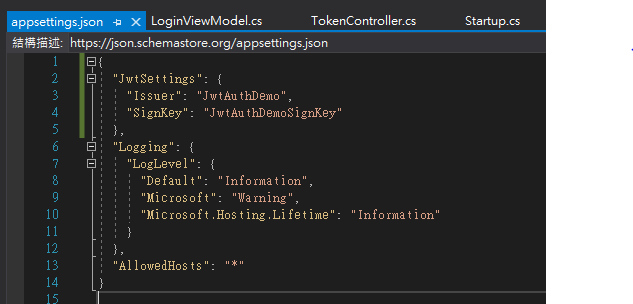 appsettings.json LoginViewModel.cs TokenController.cs Startup.cs
結構描述: https://json.schemastore.org/appsettings.json
1 {
2 "JwtSettings": {
3 "Issuer": "JwtAuthDemo",
4 "SignKey": "JwtAuthDemoSignKey"
5 },
6 "Logging": {
7 "LogLevel": {
8 "Default": "Information",
9 "Microsoft": "Warning",
10 "Microsoft.Hosting.Lifetime": "Information"
11 }
12 },
13 "AllowedHosts": "*"
14 }
15